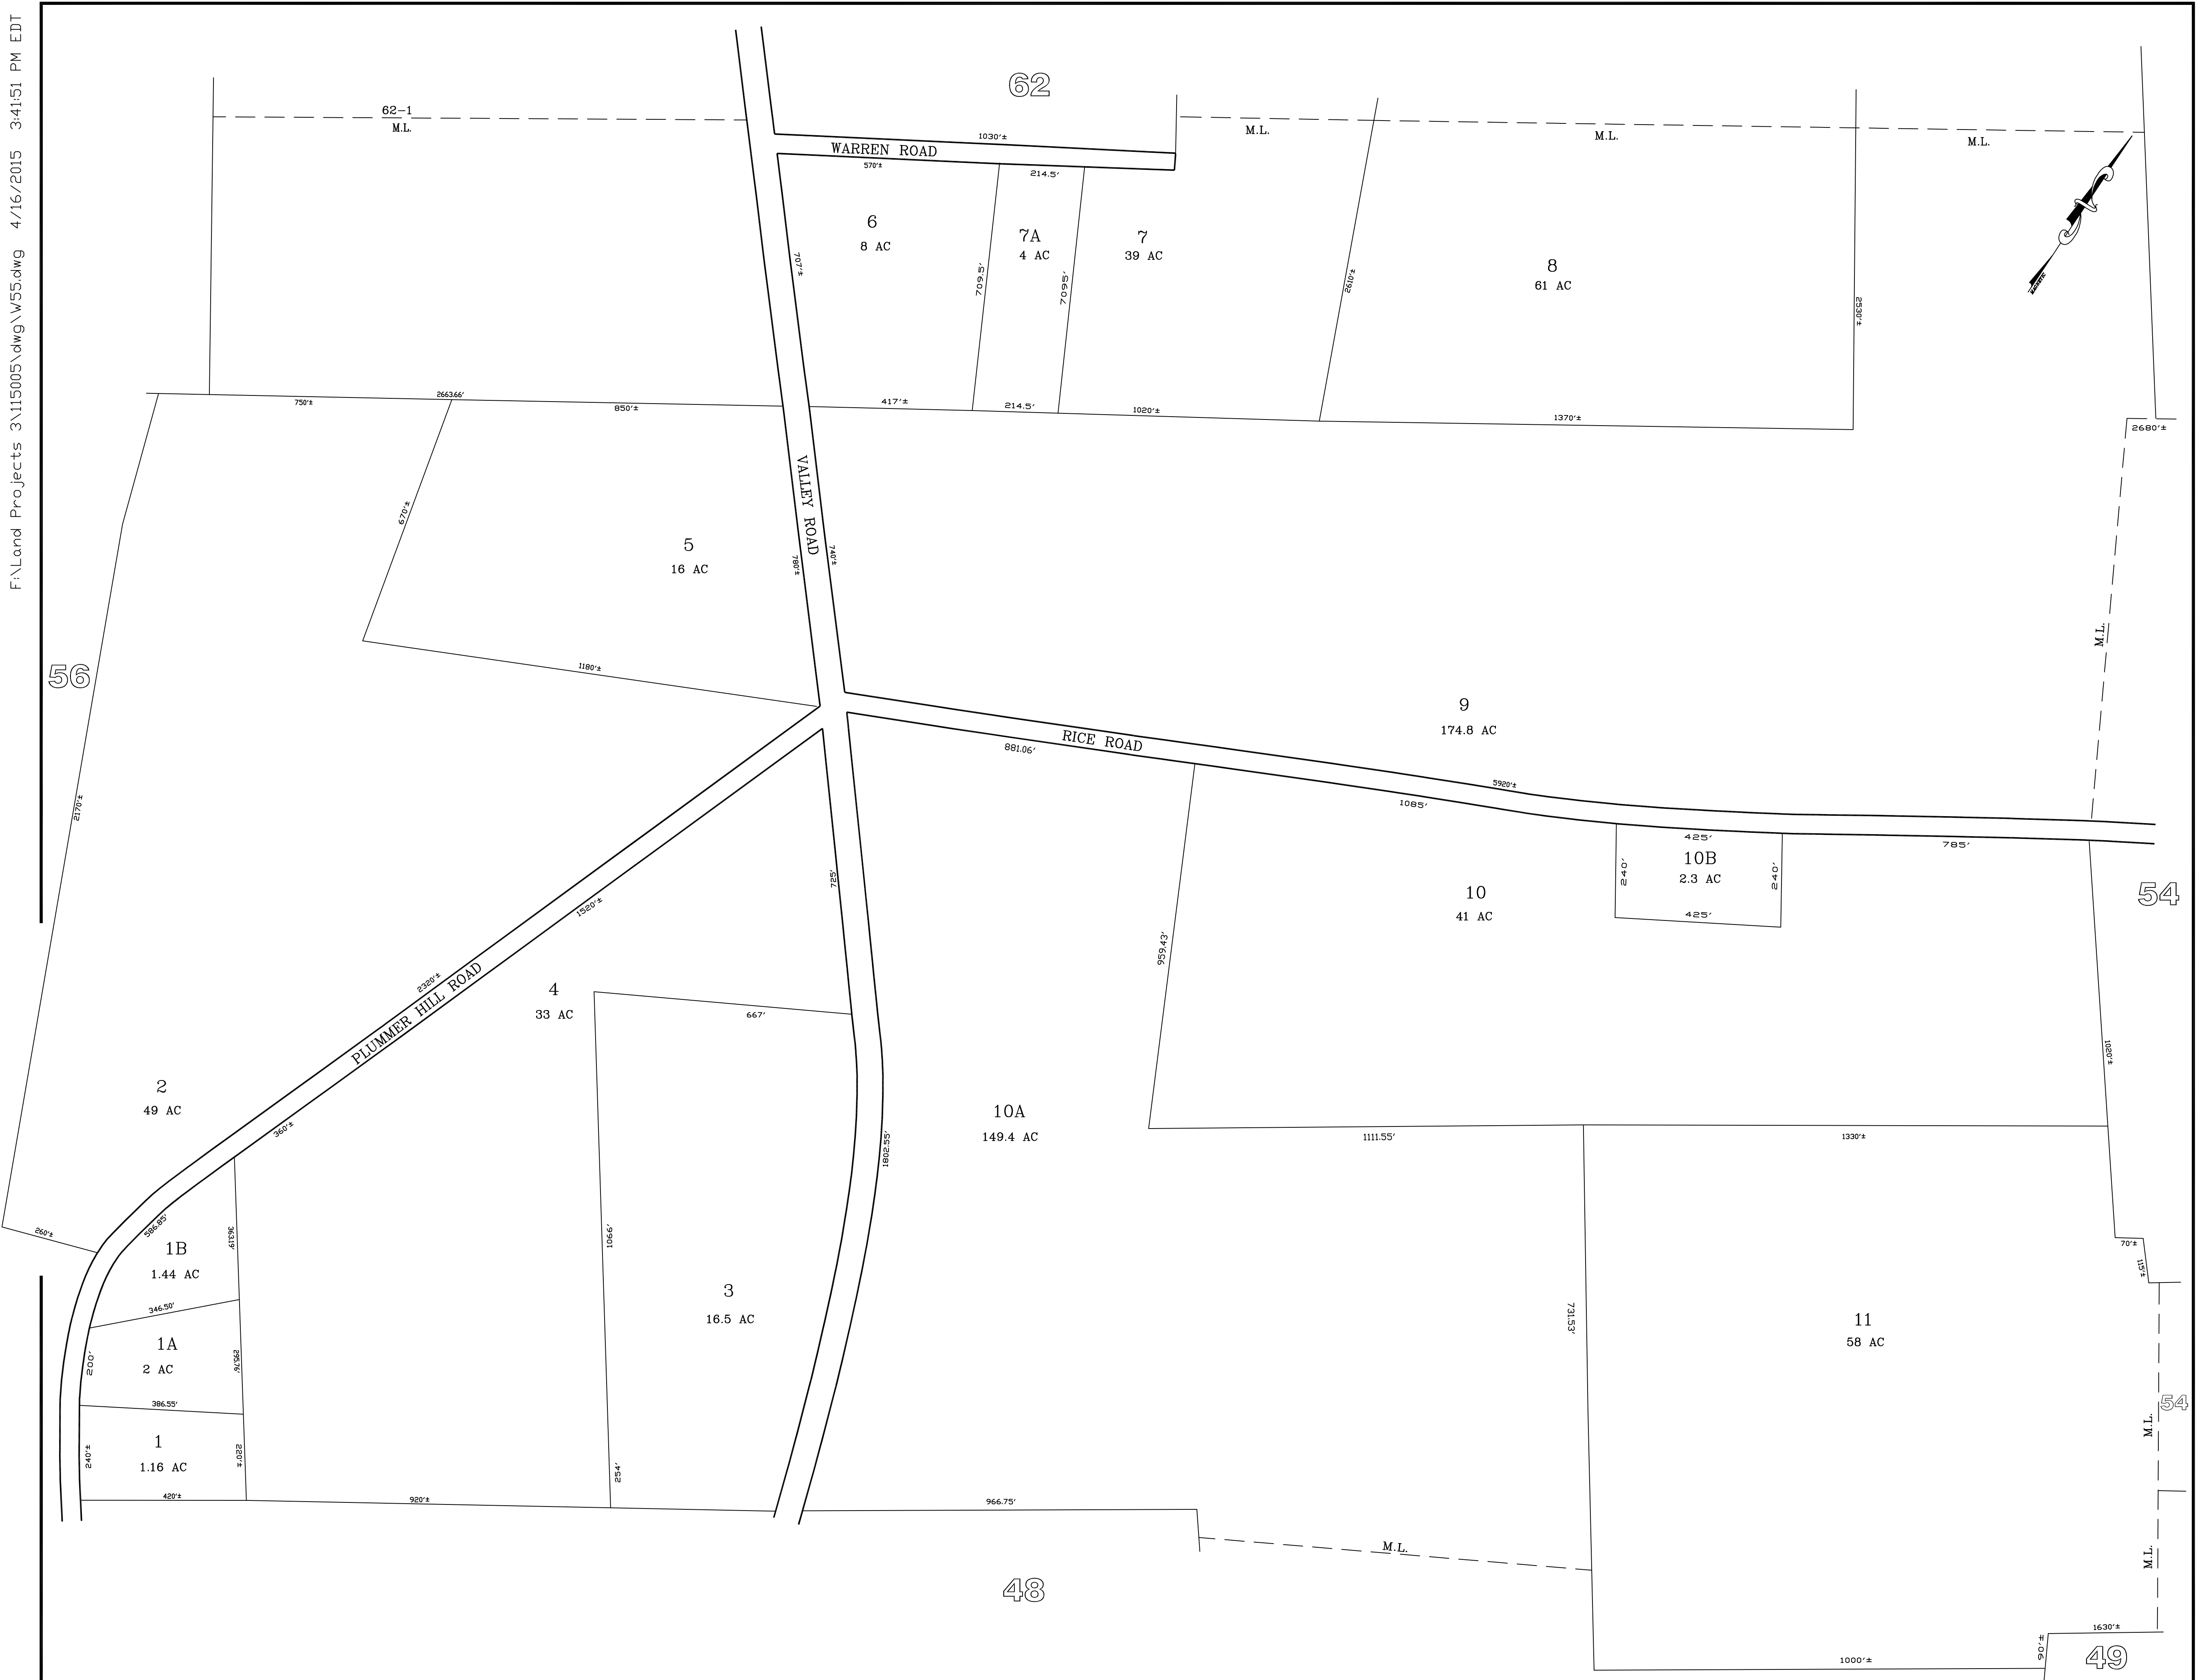 F:\Land Projects 3\115005\dwg\W55.dwg 4/16/2015 3:41:51 PM EDT
62
62-1
M.L.
M.L.
M.L.
M.L.
1030'±
WARREN ROAD
570'±
214.5'
6
8 AC
7A
4 AC
7
39 AC
8
61 AC
707'±
709.5'
7095'
2610'±
2530'±
750'±
2663.66'
850'±
417'±
214.5'
1020'±
1370'±
2680'±
VALLEY ROAD
670'±
5
16 AC
780'±
740'±
M.L.
56
1180'±
9
174.8 AC
RICE ROAD
881.06'
5920'±
1085'
2170'±
425'
785'
10B
2.3 AC
240'
240'
425'
10
41 AC
54
725'
1520'±
2320'±
PLUMMER HILL ROAD
4
33 AC
667'
959.43'
1020'±
2
49 AC
360'±
10A
149.4 AC
1802.55'
1111.55'
1330'±
260'±
586.85'
363.19'
1B
1.44 AC
346.50'
1066'
3
16.5 AC
70'±
115'±
731.53'
11
58 AC
1A
2 AC
200'
295.76'
386.55'
54
M.L.
1
1.16 AC
240'±
220'±
254'
420'±
920'±
966.75'
M.L.
M.L.
48
1630'±
90'±
1000'±
49